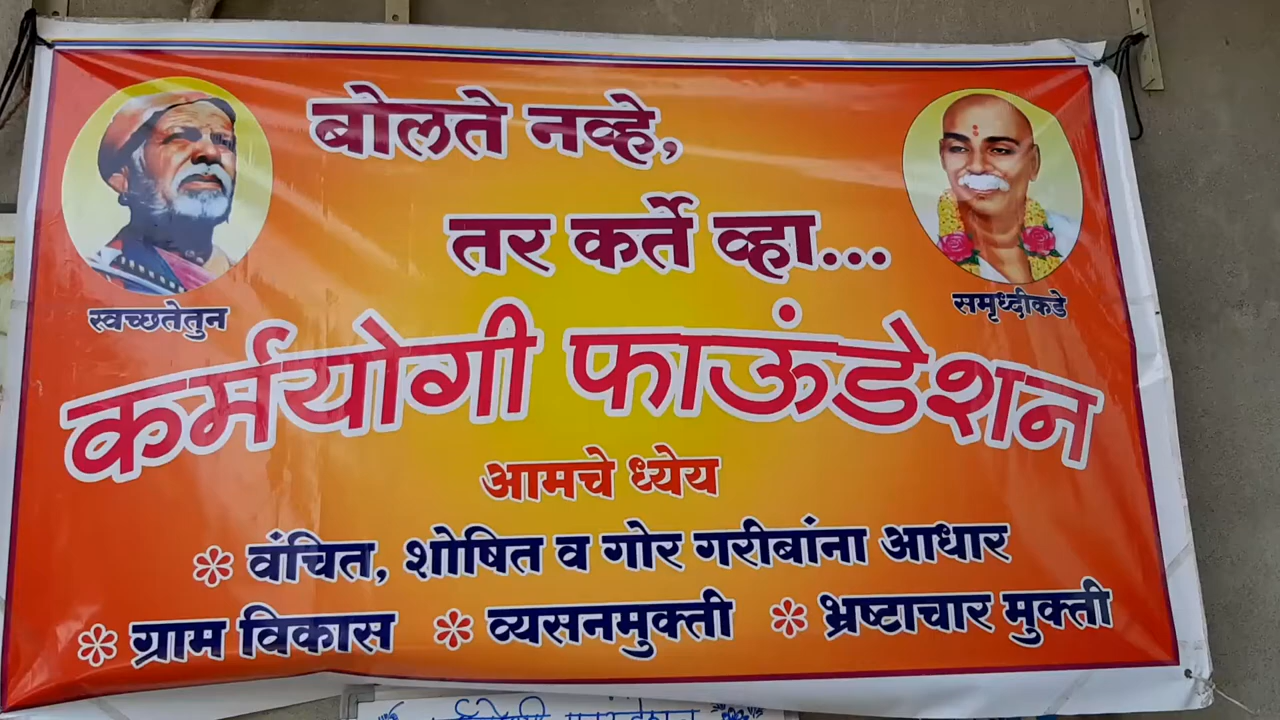 बोलते नव्हे,
तर कर्ते व्हा...
स्वच्छतेतुन
समृध्दीकडे
कर्मयोगी फाऊंडेशन
आमचे ध्येय
❊ वंचित, शोषित व गोर गरीबांना आधार
❊ ग्राम विकास ❊ व्यसनमुक्ती ❊ भ्रष्टाचार मुक्ती